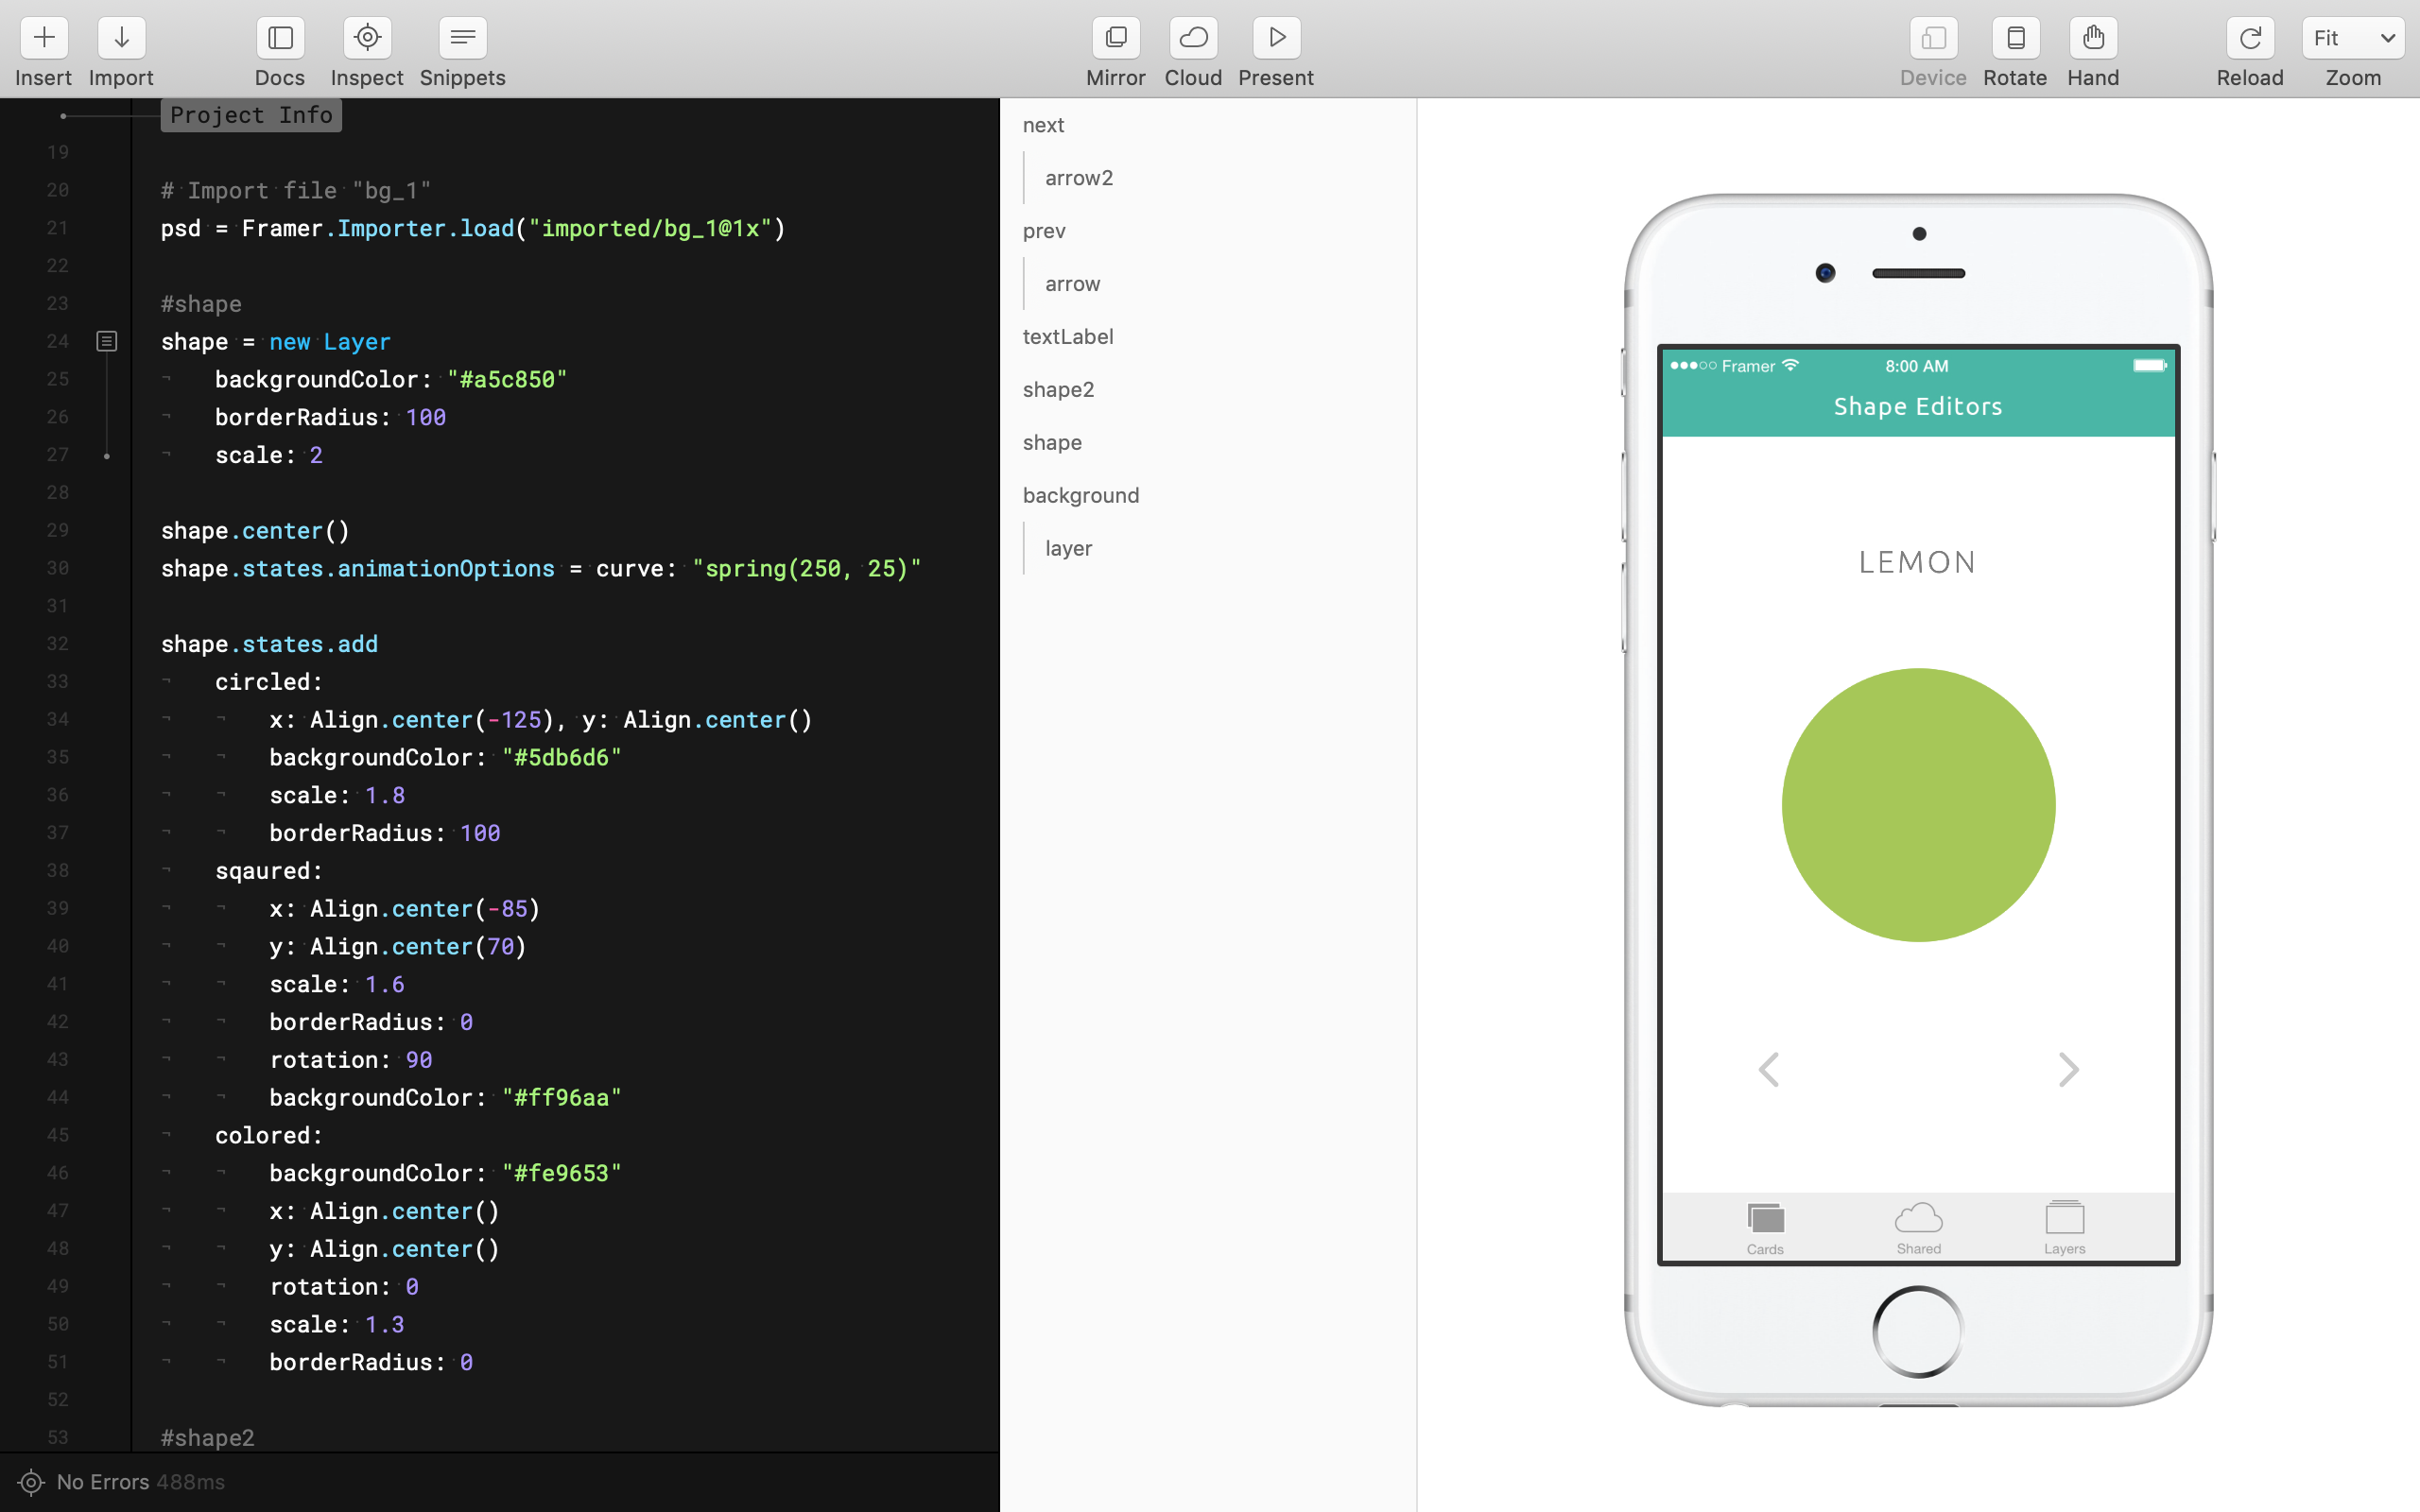 Insert Import Docs Inspect Snippets Mirror Cloud Present Device Rotate Hand Reload Fit Zoom
Project Info
19
20 # Import file "bg_1"
21 psd = Framer.Importer.load("imported/bg_1@1x")
22
23 #shape
24 shape = new Layer
25 backgroundColor: "#a5c850"
26 borderRadius: 100
27 scale: 2
28
29 shape.center()
30 shape.states.animationOptions = curve: "spring(250, 25)"
31
32 shape.states.add
33 circled:
34 x: Align.center(-125), y: Align.center()
35 backgroundColor: "#5db6d6"
36 scale: 1.8
37 borderRadius: 100
38 sqaured:
39 x: Align.center(-85)
40 y: Align.center(70)
41 scale: 1.6
42 borderRadius: 0
43 rotation: 90
44 backgroundColor: "#ff96aa"
45 colored:
46 backgroundColor: "#fe9653"
47 x: Align.center()
48 y: Align.center()
49 rotation: 0
50 scale: 1.3
51 borderRadius: 0
52
53 #shape2
No Errors 488ms
next
arrow2
prev
arrow
textLabel
shape2
shape
background
layer
Framer 8:00 AM
Shape Editors
LEMON
Cards Shared Layers